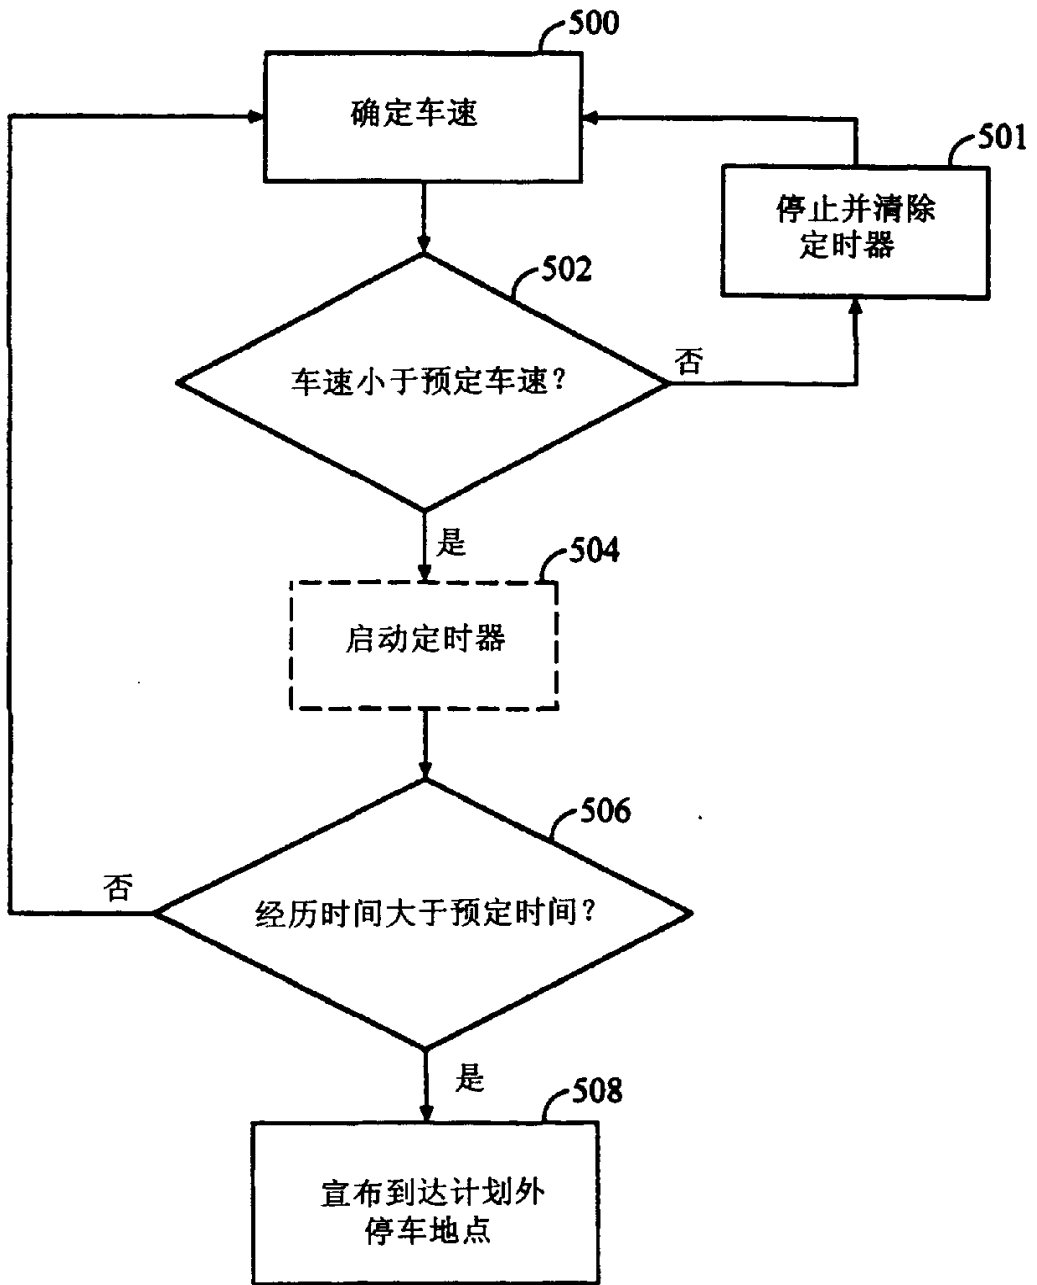 500
确定车速
501
停止并清除
定时器
502
车速小于预定车速?
否
是
504
启动定时器
506
经历时间大于预定时间?
否
是
508
宣布到达计划外
停车地点